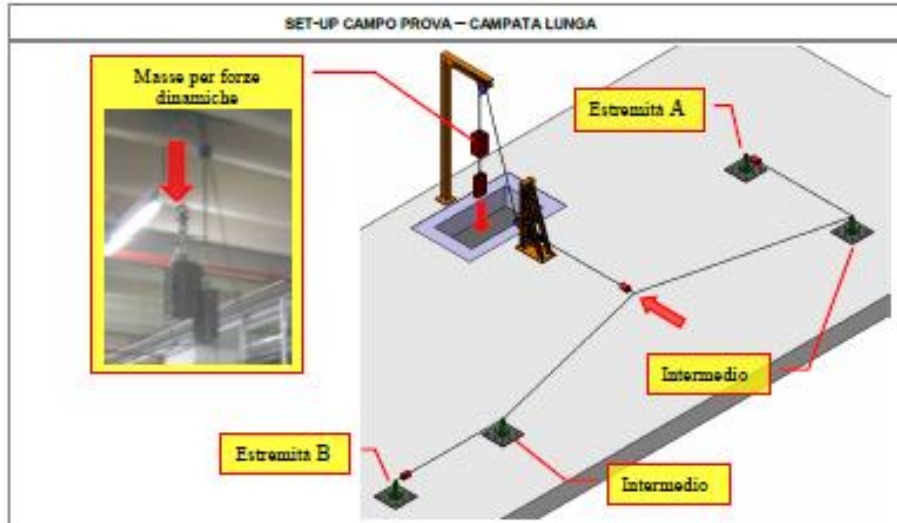 SET-UP CAMPO PROVA – CAMPATA LUNGA
Masse per forze
dinamiche
Estremità A
Intermedio
Estremità B
Intermedio